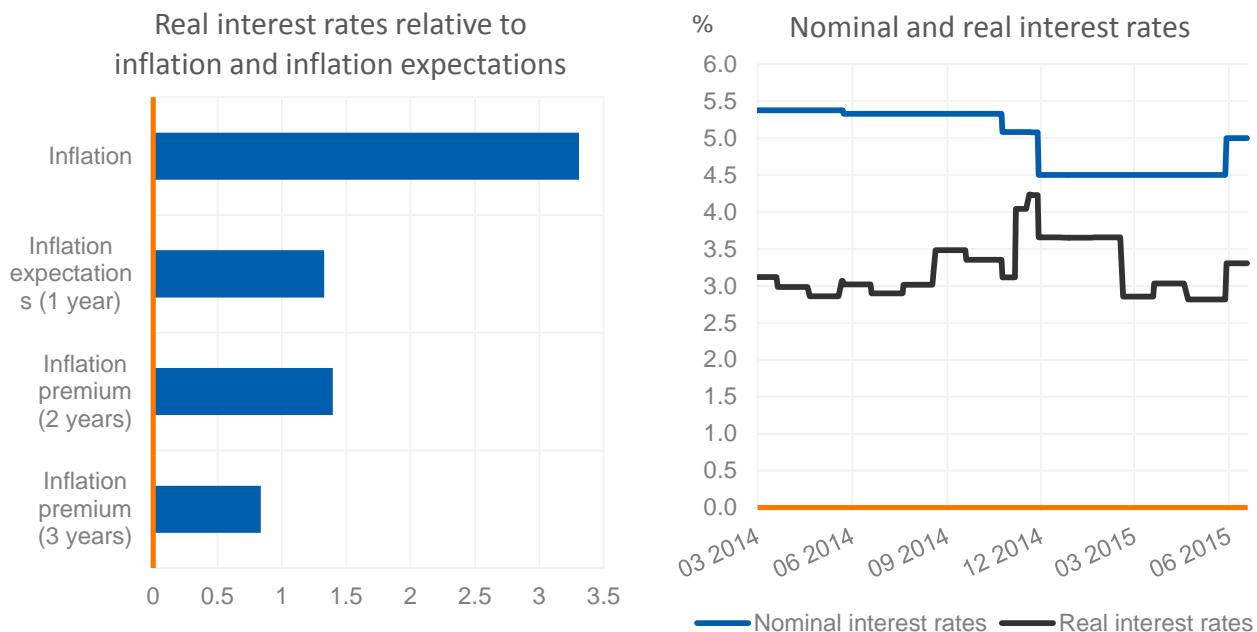 Real interest rates relative to
inflation and inflation expectations
Inflation
Inflation
expectation
s (1 year)
Inflation
premium
(2 years)
Inflation
premium
(3 years)
0 0.5 1 1.5 2 2.5 3 3.5
% Nominal and real interest rates
6.0
5.5
5.0
4.5
4.0
3.5
3.0
2.5
2.0
1.5
1.0
0.5
0.0
03 2014 06 2014 09 2014 12 2014 03 2015 06 2015
Nominal interest rates Real interest rates